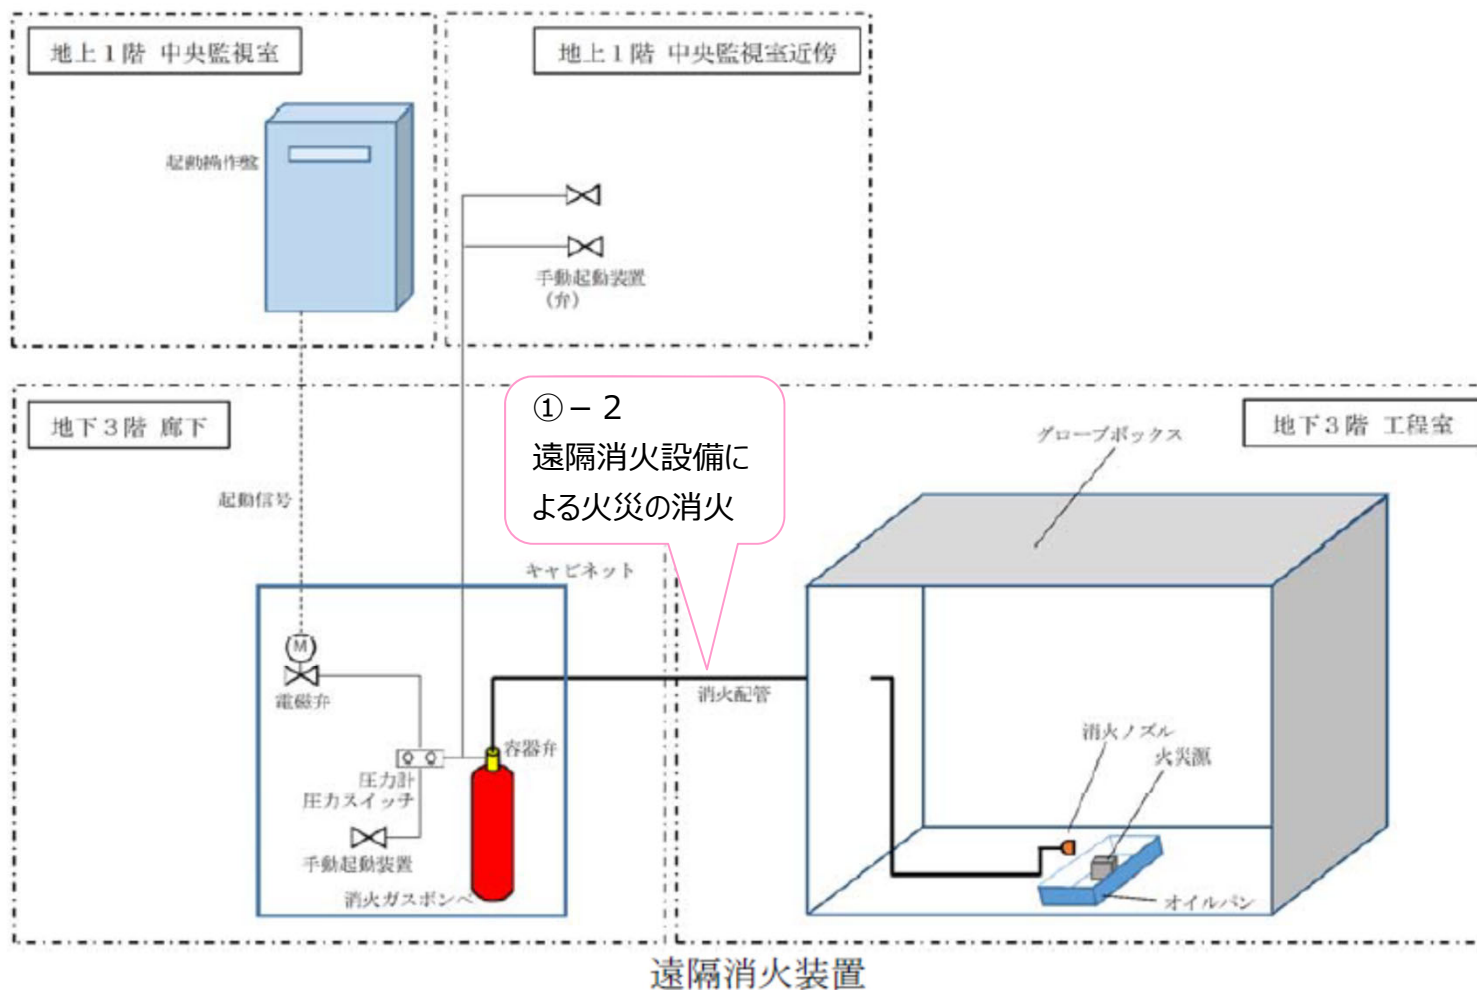 地上1階 中央監視室
地上1階 中央監視室近傍
起動操作盤
手動起動装置
(弁)
①－2
遠隔消火設備に
よる火災の消火
地下3階 廊下
地下3階 工程室
グローブボックス
起動信号
キャビネット
M
電磁弁
消火配管
容器弁
消火ノズル
火災源
圧力計
圧力スイッチ
手動起動装置
消火ガスボンベ
オイルパン
遠隔消火装置